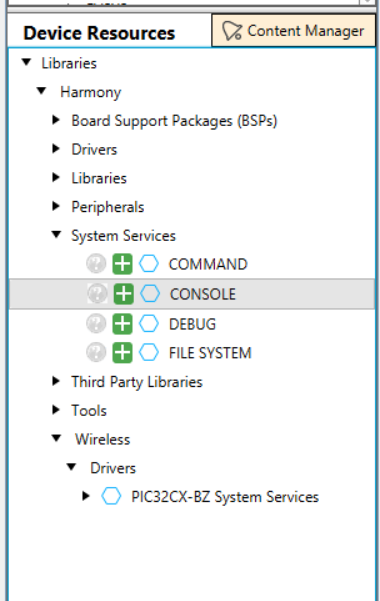 Device Resources
Content Manager
Libraries
Harmony
Board Support Packages (BSPs)
Drivers
Libraries
Peripherals
System Services
COMMAND
CONSOLE
DEBUG
FILE SYSTEM
Third Party Libraries
Tools
Wireless
Drivers
PIC32CX-BZ System Services